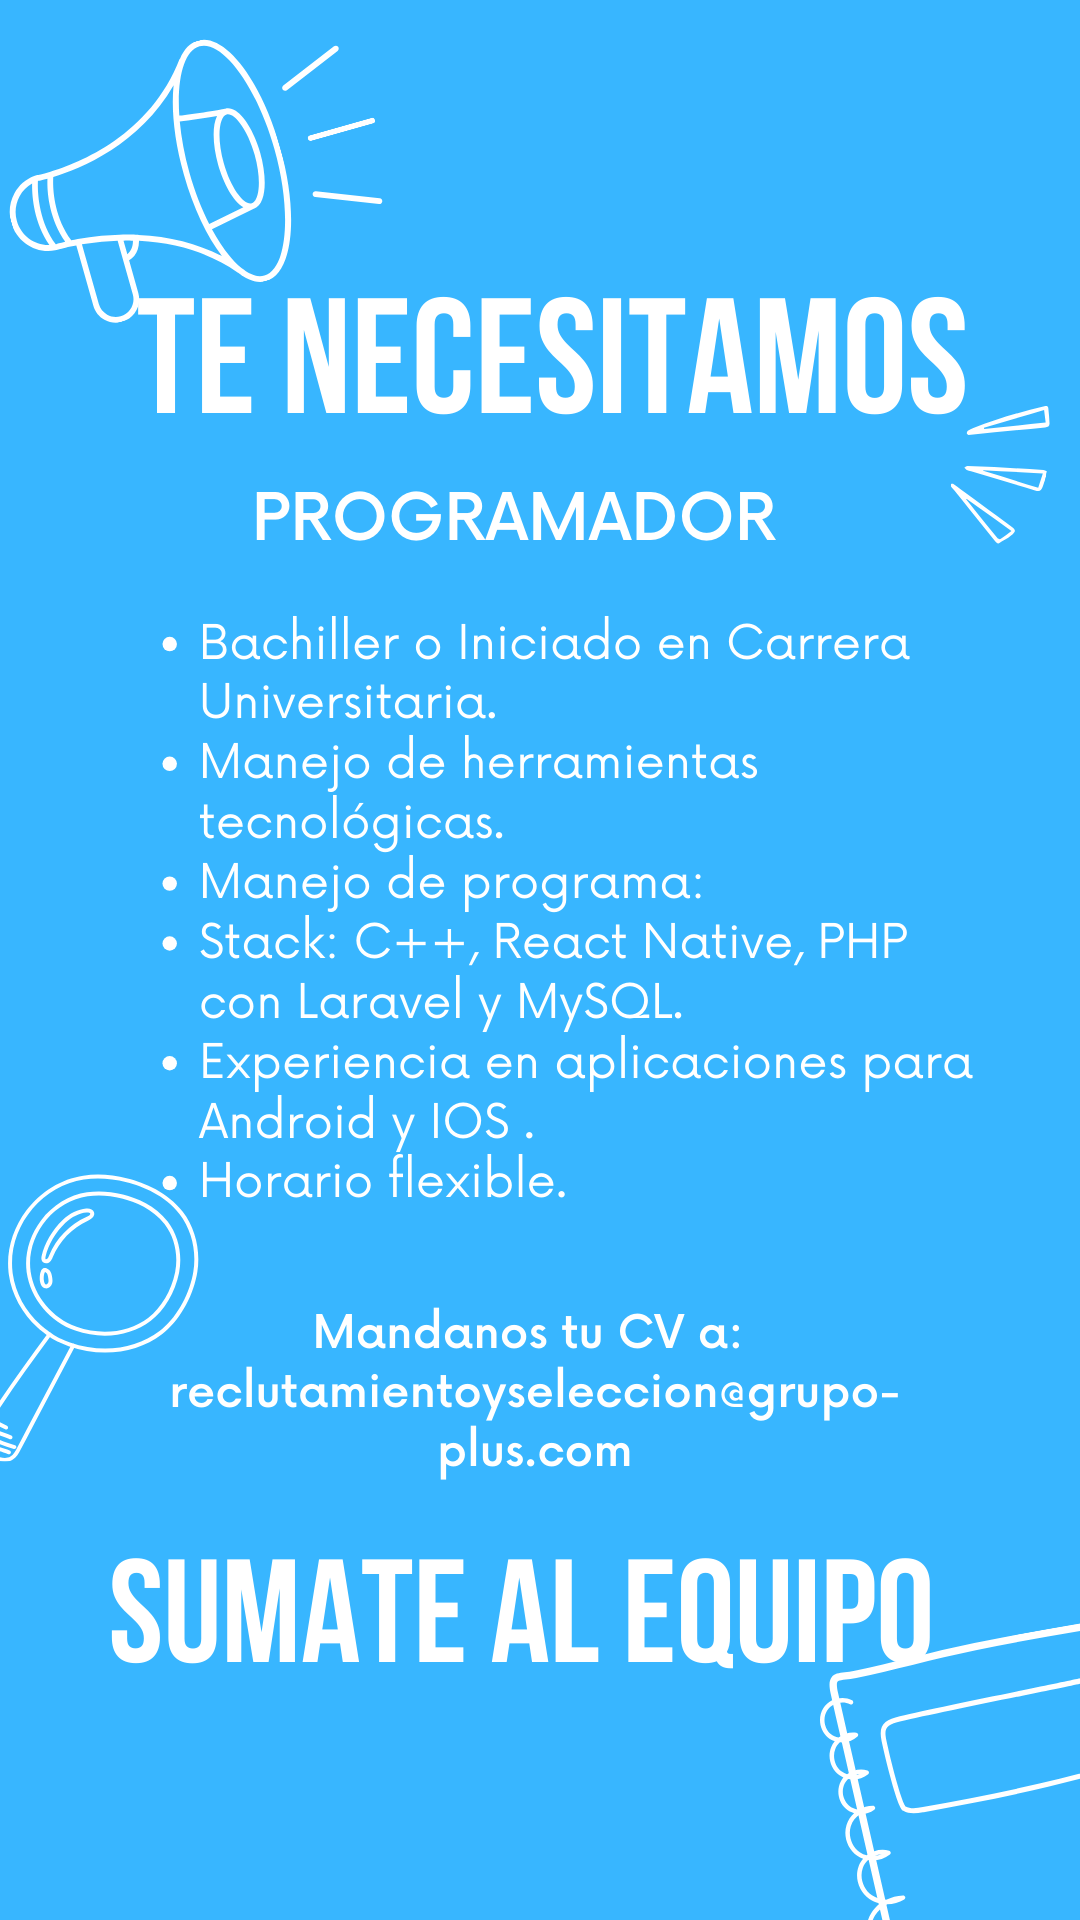 TE NECESITAMOS
PROGRAMADOR
• Bachiller o Iniciado en Carrera
Universitaria.
• Manejo de herramientas
tecnológicas.
• Manejo de programa:
• Stack: C++, React Native, PHP
con Laravel y MySQL.
• Experiencia en aplicaciones para
Android y IOS .
• Horario flexible.
Mandanos tu CV a:
reclutamientoyseleccion@grupo-
plus.com
SUMATE AL EQUIPO